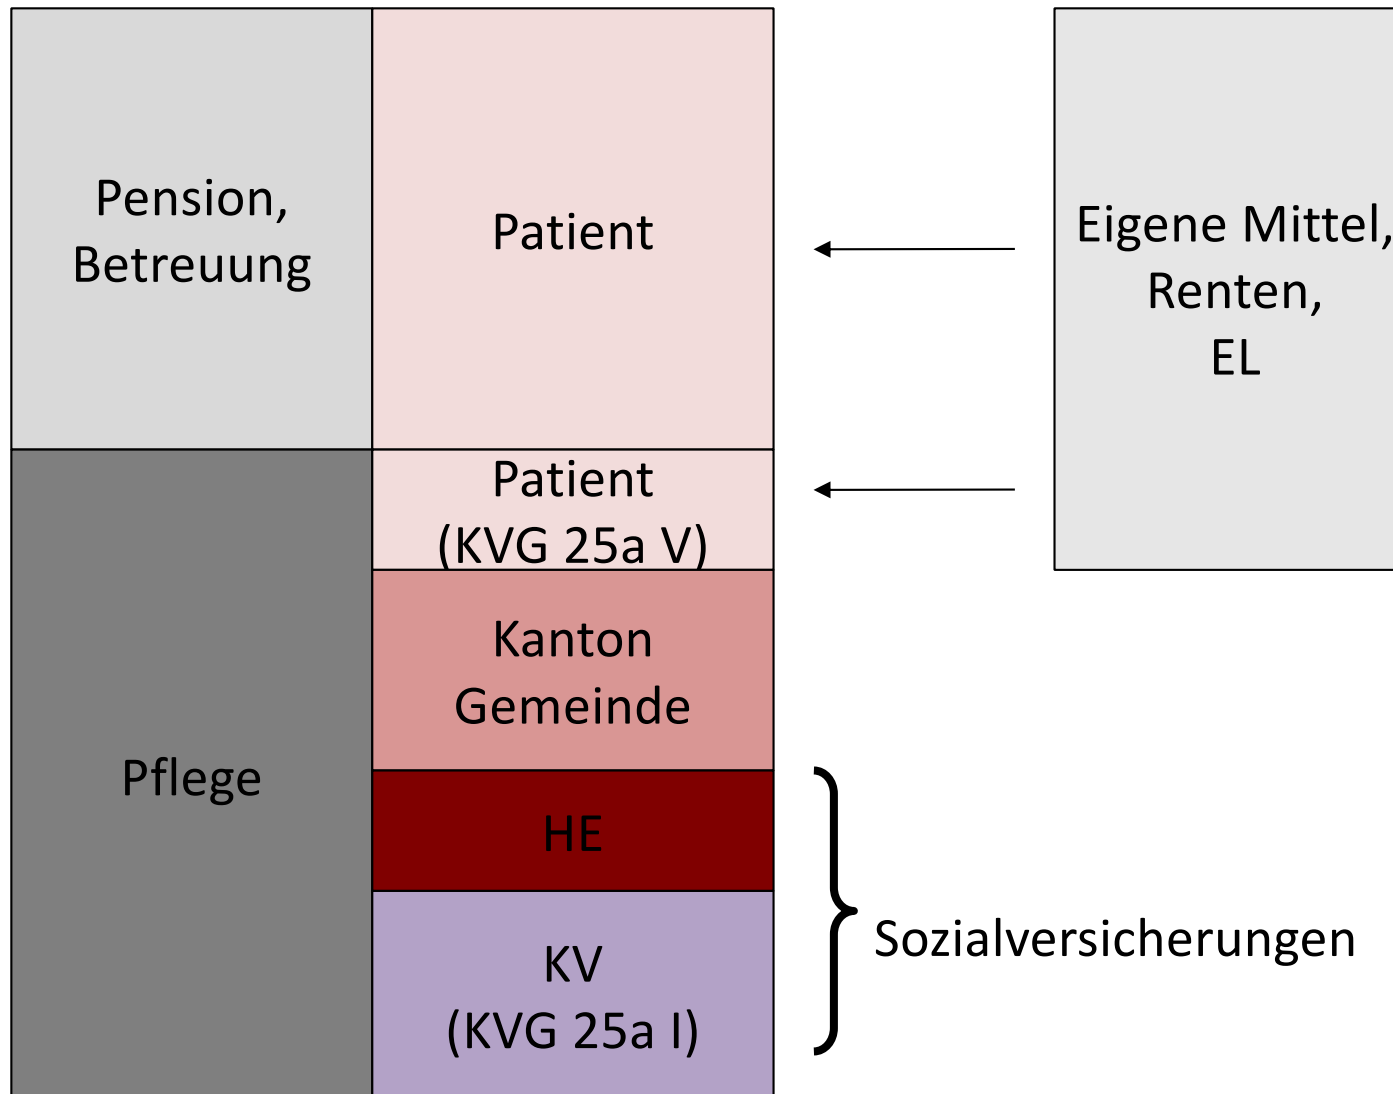 Pension,
Betreuung
Patient
Eigene Mittel,
Renten,
EL
Pflege
Patient
(KVG 25a V)
Kanton
Gemeinde
HE
KV
(KVG 25a I)
Sozialversicherungen